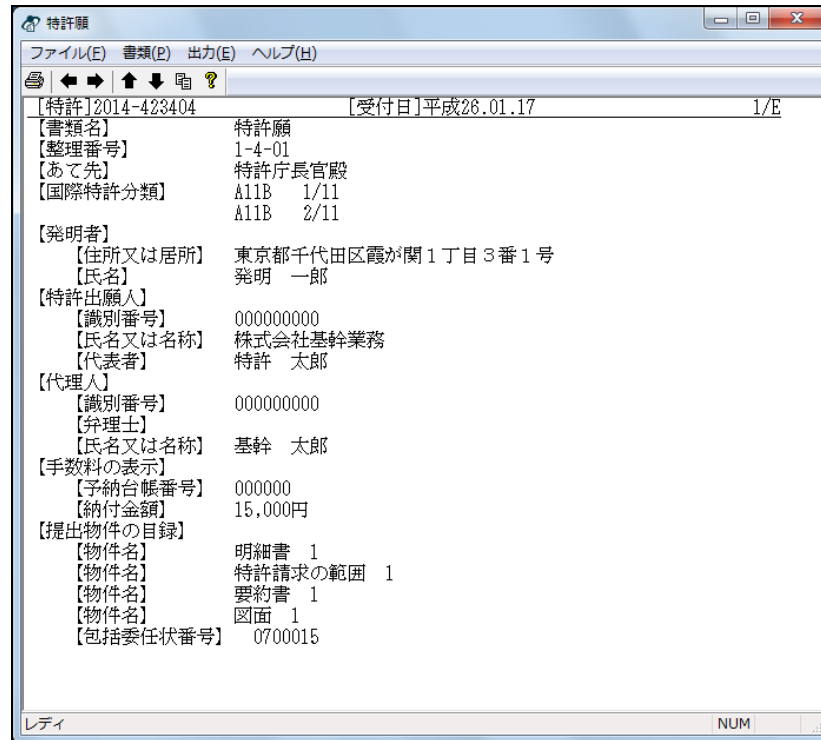 特許願
ファイル(F) 書類(P) 出力(E) ヘルプ(H)
[特許]2014-423404 [受付日]平成26.01.17 1/E
【書類名】 特許願
【整理番号】 1-4-01
【あて先】 特許庁長官殿
【国際特許分類】 A11B 1/11
A11B 2/11
【発明者】
【住所又は居所】 東京都千代田区霞が関1丁目3番1号
【氏名】 発明 一郎
【特許出願人】
【識別番号】 000000000
【氏名又は名称】 株式会社基幹業務
【代表者】 特許 太郎
【代理人】
【識別番号】 000000000
【弁理士】
【氏名又は名称】 基幹 太郎
【手数料の表示】
【予納台帳番号】 000000
【納付金額】 15,000円
【提出物件の目録】
【物件名】 明細書 1
【物件名】 特許請求の範囲 1
【物件名】 要約書 1
【物件名】 図面 1
【包括委任状番号】 0700015
レディ NUM